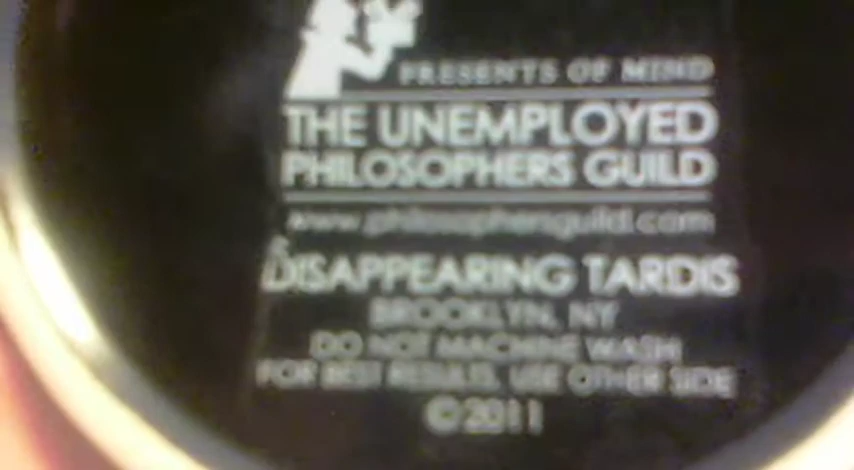 PRESENTS OF MIND
THE UNEMPLOYED
PHILOSOPHERS GUILD
www.philosophersguild.com
DISAPPEARING TARDIS
BROOKLYN, NY
DO NOT MACHINE WASH
FOR BEST RESULTS, USE OTHER SIDE
©2011